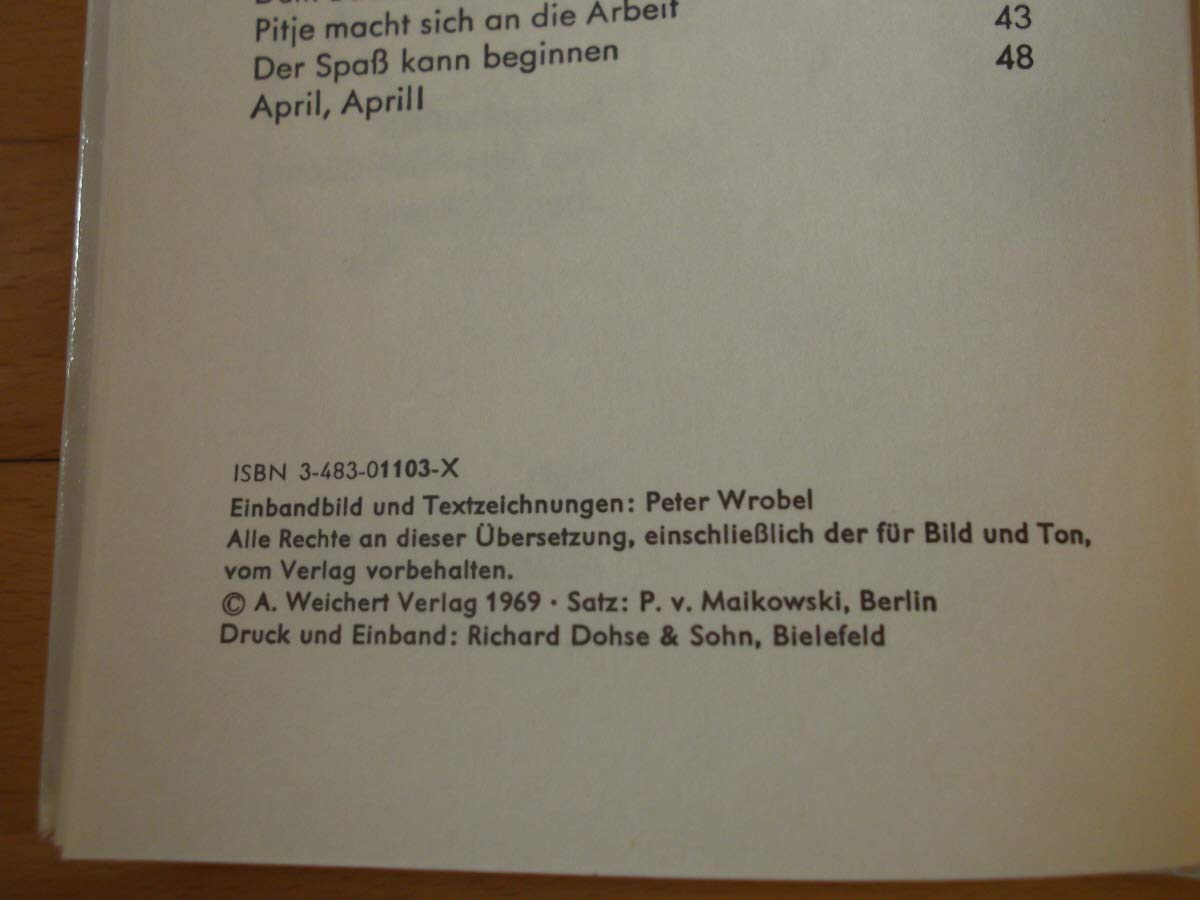 Pitje macht sich an die Arbeit 43
Der Spaß kann beginnen 48
April, April!
ISBN 3-483-01103-X
Einbandbild und Textzeichnungen: Peter Wrobel
Alle Rechte an dieser Übersetzung, einschließlich der für Bild und Ton,
vom Verlag vorbehalten.
© A. Weichert Verlag 1969 · Satz: P. v. Maikowski, Berlin
Druck und Einband: Richard Dohse & Sohn, Bielefeld